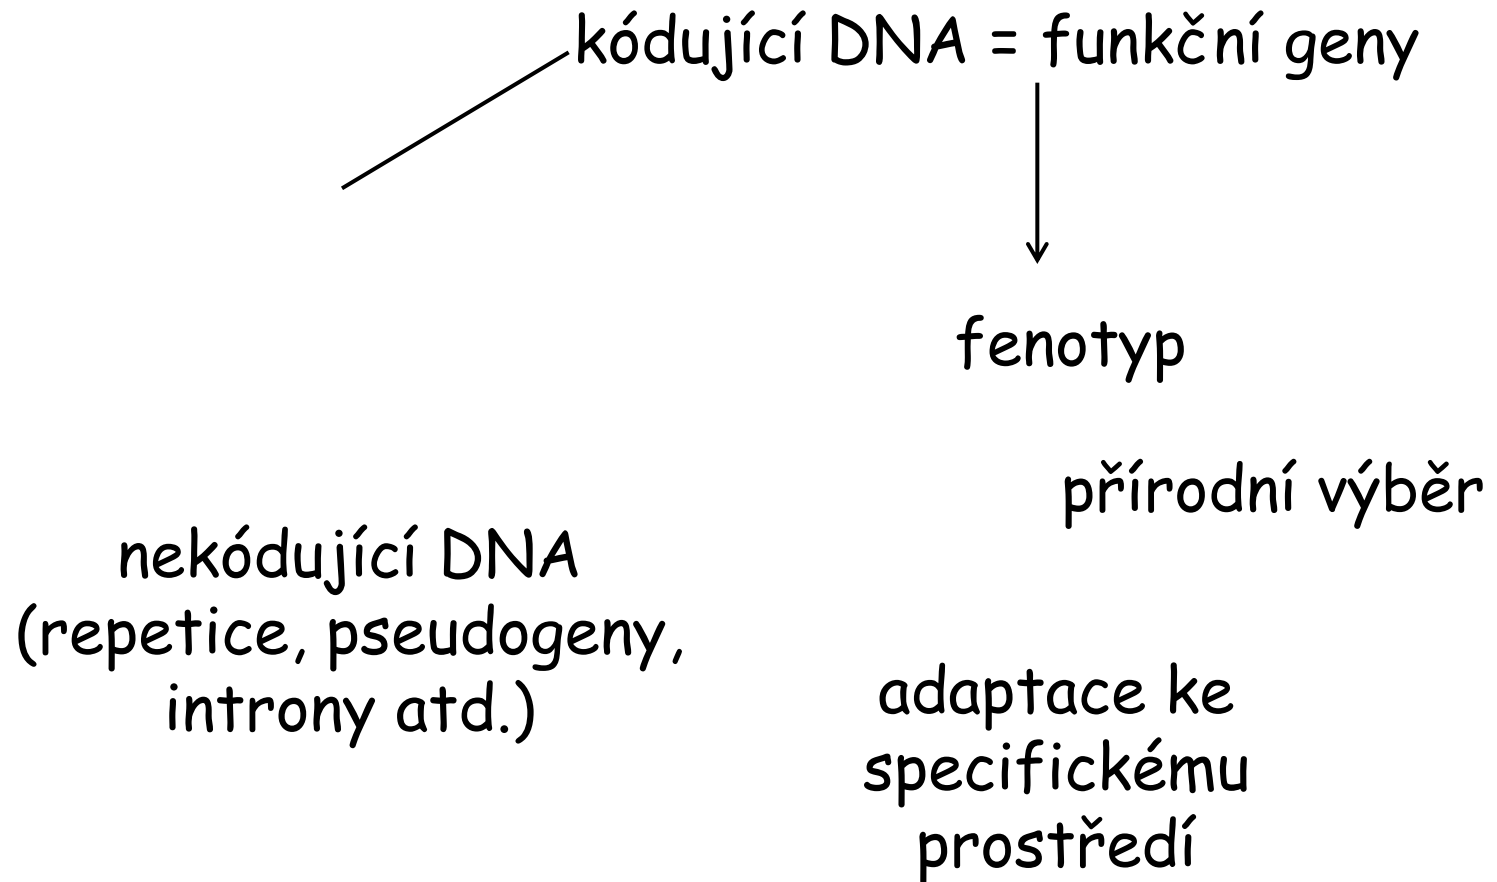 kódující DNA = funkční geny
fenotyp
přírodní výběr
nekódující DNA
(repetice, pseudogeny,
introny atd.)
adaptace ke
specifickému
prostředí